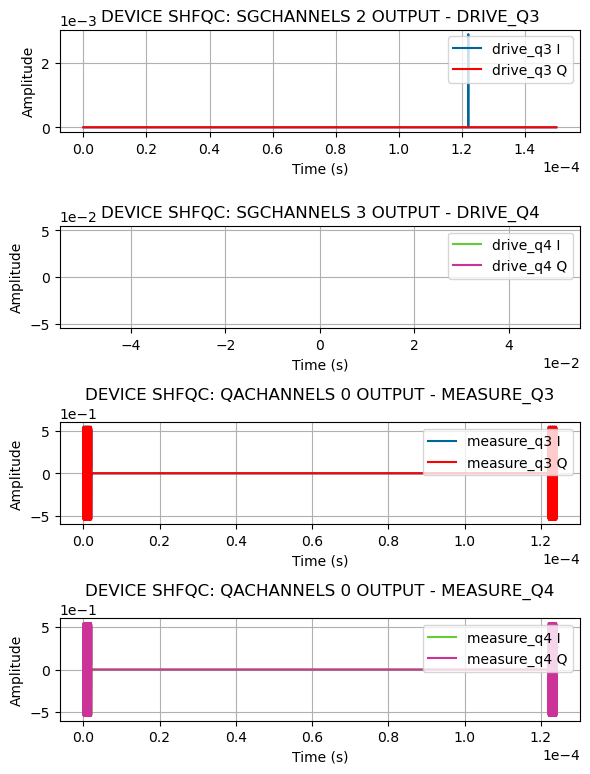 DEVICE SHFQC: SGCHANNELS 2 OUTPUT - DRIVE_Q3
1e−3
2
0
Amplitude
drive_q3 I
drive_q3 Q
0.0 0.2 0.4 0.6 0.8 1.0 1.2 1.4
Time (s)
1e−4
DEVICE SHFQC: SGCHANNELS 3 OUTPUT - DRIVE_Q4
1e−2
5
0
−5
Amplitude
drive_q4 I
drive_q4 Q
−4 −2 0 2 4
Time (s)
1e−2
DEVICE SHFQC: QACHANNELS 0 OUTPUT - MEASURE_Q3
1e−1
5
0
−5
Amplitude
measure_q3 I
measure_q3 Q
0.0 0.2 0.4 0.6 0.8 1.0 1.2
Time (s)
1e−4
DEVICE SHFQC: QACHANNELS 0 OUTPUT - MEASURE_Q4
1e−1
5
0
−5
Amplitude
measure_q4 I
measure_q4 Q
0.0 0.2 0.4 0.6 0.8 1.0 1.2
Time (s)
1e−4